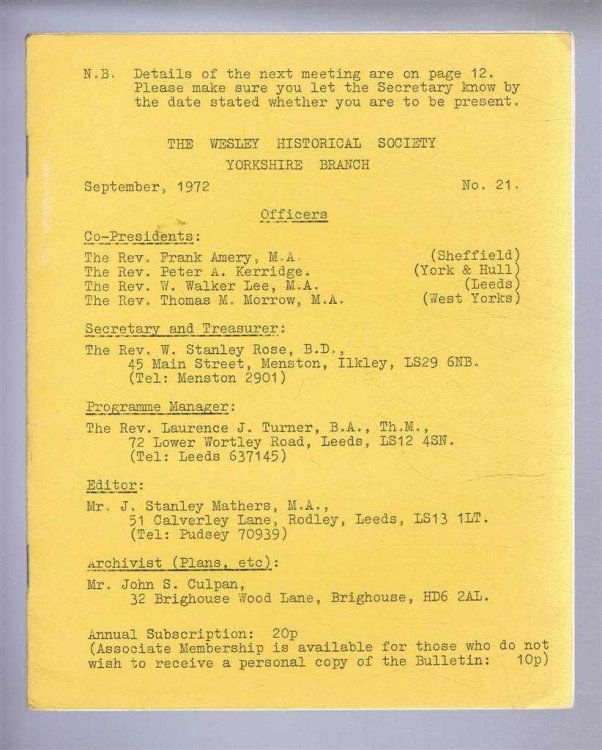 N.B. Details of the next meeting are on page 12.
Please make sure you let the Secretary know by
the date stated whether you are to be present.
THE WESLEY HISTORICAL SOCIETY
YORKSHIRE BRANCH
September, 1972 No. 21.
Officers
Co-Presidents:
The Rev. Frank Amery, M.A. (Sheffield)
The Rev. Peter A. Kerridge. (York & Hull)
The Rev. W. Walker Lee, M.A. (Leeds)
The Rev. Thomas M. Morrow, M.A. (West Yorks)
Secretary and Treasurer:
The Rev. W. Stanley Rose, B.D.,
45 Main Street, Menston, Ilkley, LS29 6NB.
(Tel: Menston 2901)
Programme Manager:
The Rev. Laurence J. Turner, B.A., Th.M.,
72 Lower Wortley Road, Leeds, LS12 4SN.
(Tel: Leeds 637145)
Editor:
Mr. J. Stanley Mathers, M.A.,
51 Calverley Lane, Rodley, Leeds, LS13 1LT.
(Tel: Pudsey 70939)
Archivist (Plans, etc):
Mr. John S. Culpan,
32 Brighouse Wood Lane, Brighouse, HD6 2AL.
Annual Subscription: 20p
(Associate Membership is available for those who do not
wish to receive a personal copy of the Bulletin: 10p)